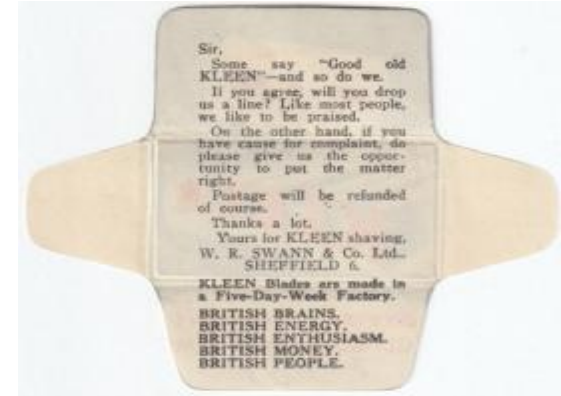 Sir,
Some say "Good old
KLEEN"—and so do we.
If you agree, will you drop
us a line? Like most people,
we like to be praised.
On the other hand, if you
have cause for complaint, do
please give us the oppor-
tunity to put the matter
right.
Postage will be refunded
of course.
Thanks a lot.
Yours for KLEEN shaving,
W. R. SWANN & Co. Ltd.,
SHEFFIELD 6.
KLEEN Blades are made in
a Five-Day-Week Factory.
BRITISH BRAINS.
BRITISH ENERGY.
BRITISH ENTHUSIASM.
BRITISH MONEY.
BRITISH PEOPLE.